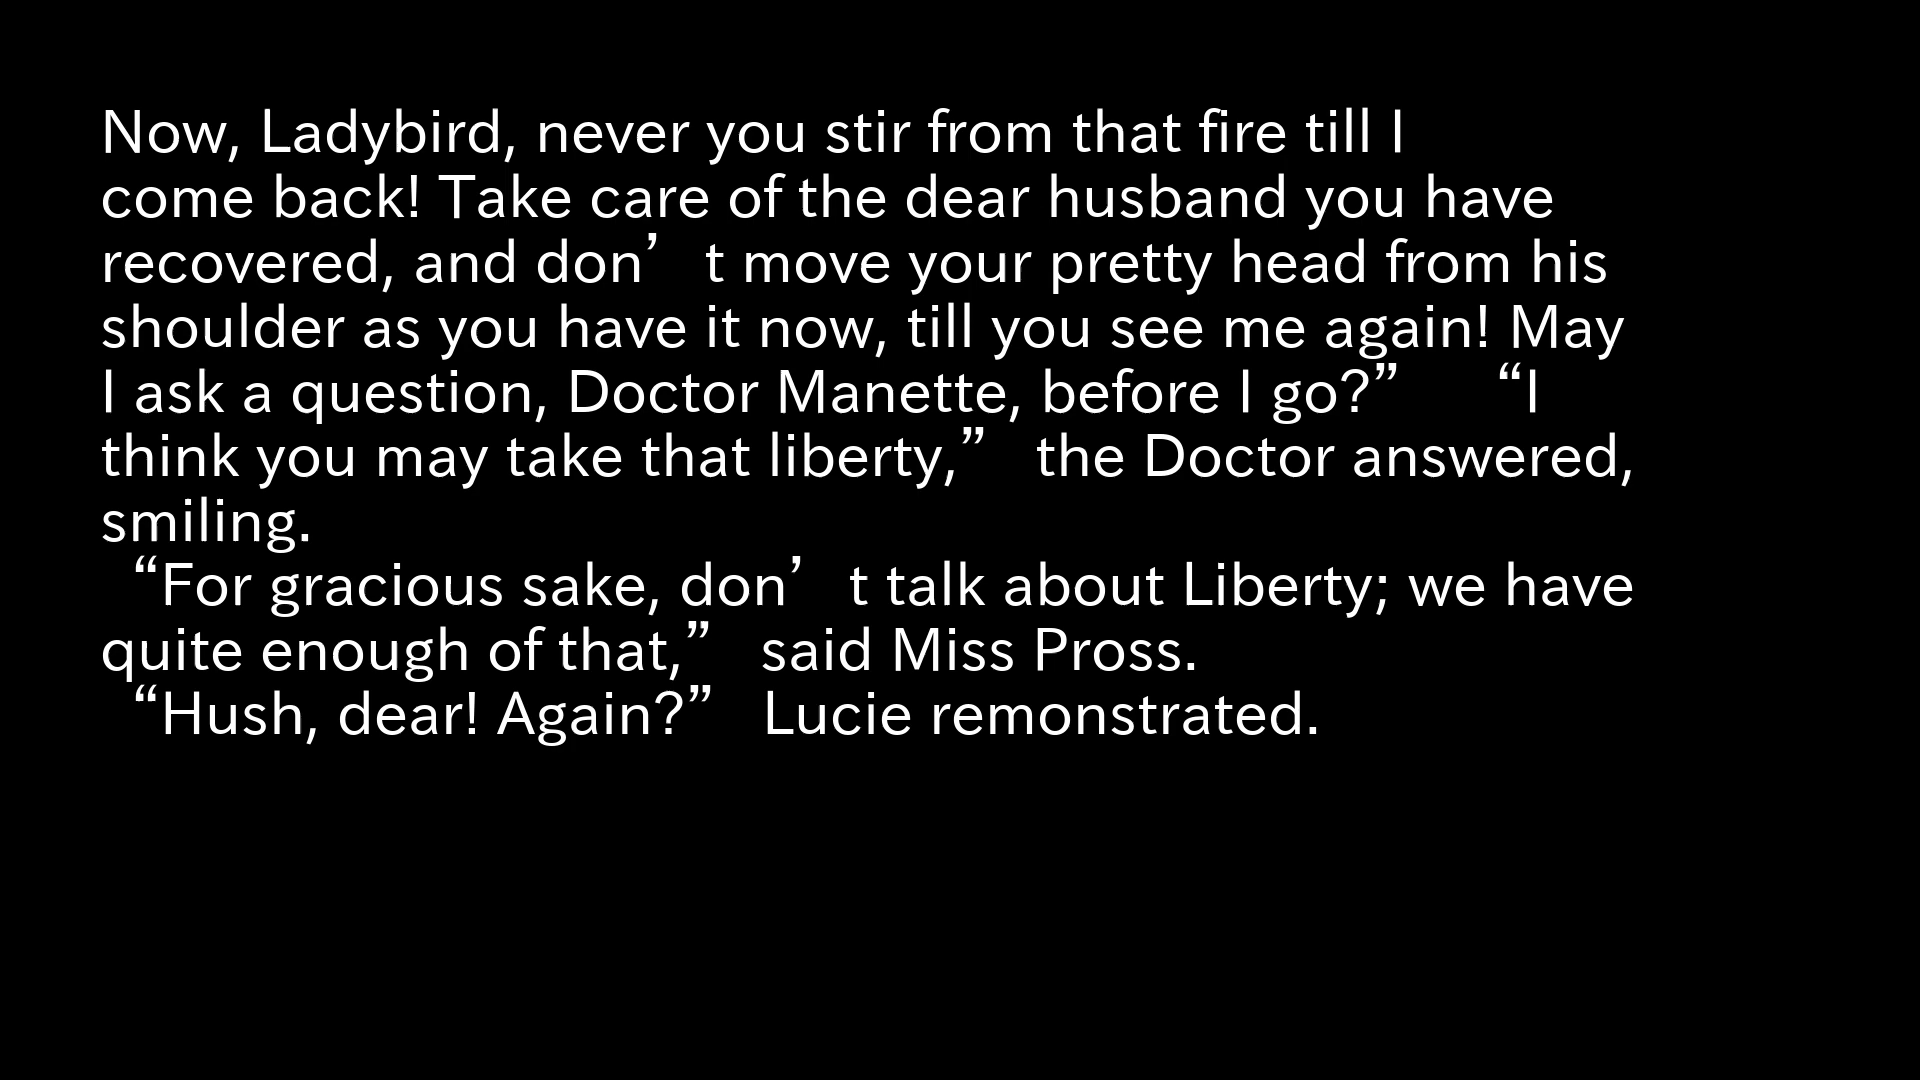 Now, Ladybird, never you stir from that fire till I
come back! Take care of the dear husband you have
recovered, and don’t move your pretty head from his
shoulder as you have it now, till you see me again! May
I ask a question, Doctor Manette, before I go?” “I
think you may take that liberty,” the Doctor answered,
smiling.
“For gracious sake, don’t talk about Liberty; we have
quite enough of that,” said Miss Pross.
“Hush, dear! Again?” Lucie remonstrated.